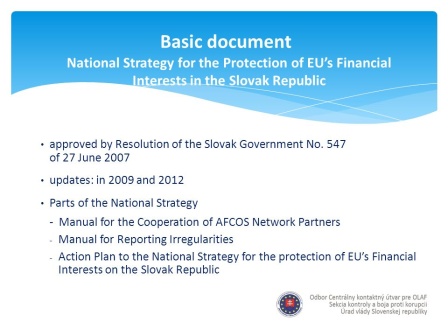 Basic document
National Strategy for the Protection of EU’s Financial
Interests in the Slovak Republic
• approved by Resolution of the Slovak Government No. 547
of 27 June 2007
• updates: in 2009 and 2012
• Parts of the National Strategy
- Manual for the Cooperation of AFCOS Network Partners
- Manual for Reporting Irregularities
- Action Plan to the National Strategy for the protection of EU’s Financial
Interests on the Slovak Republic
Odbor Centrálny kontaktný útvar pre OLAF
Sekcia kontroly a boja proti korupcii
Úrad vlády Slovenskej republiky